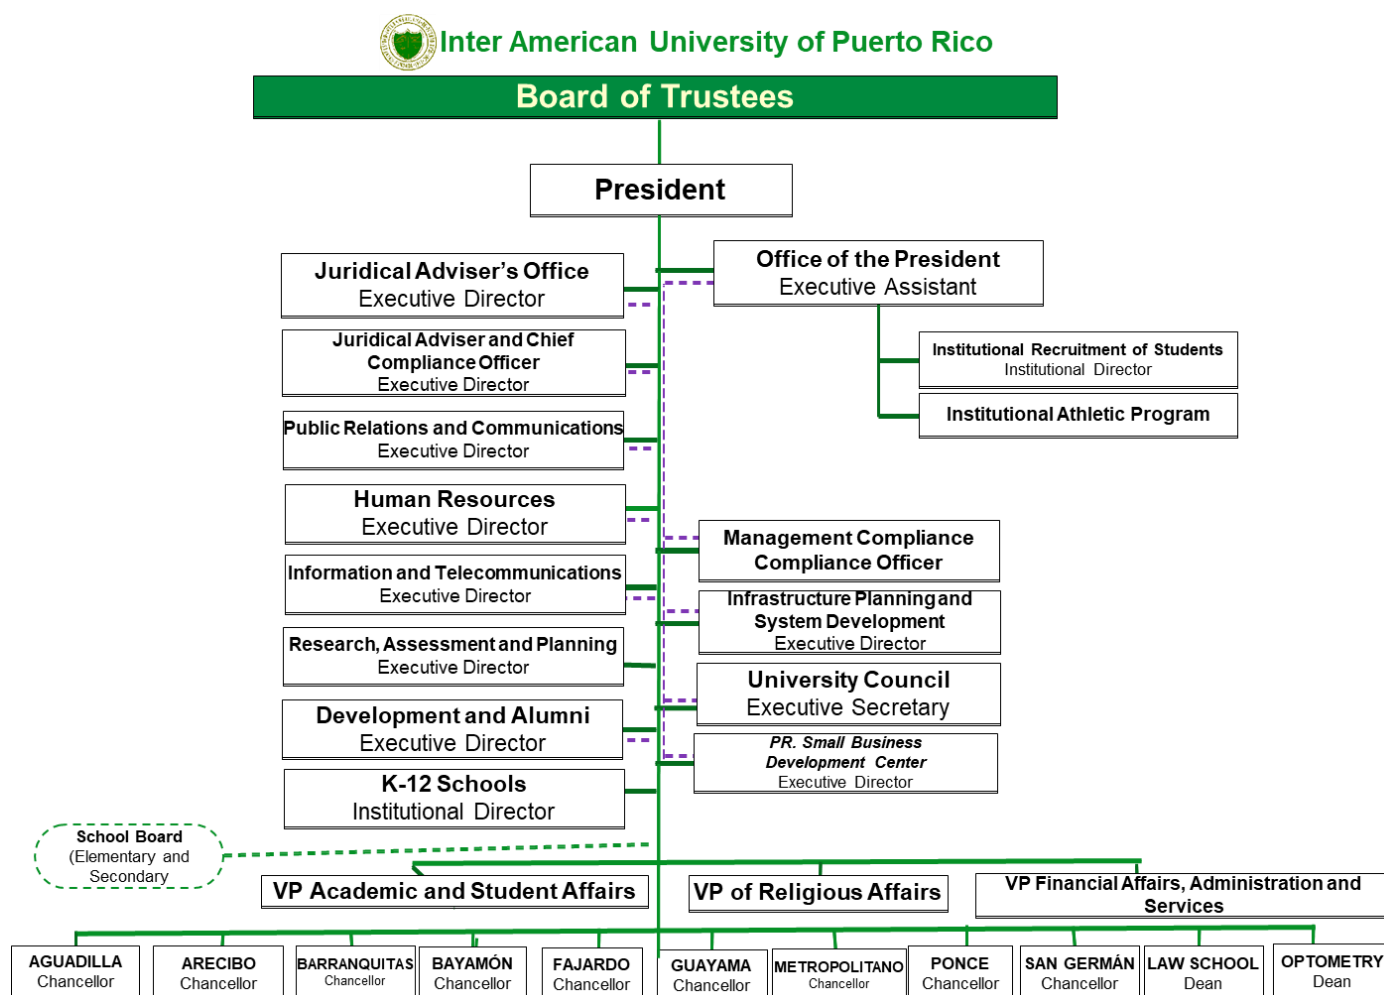 Inter American University of Puerto Rico
Board of Trustees
President
Juridical Adviser's Office
Executive Director
Office of the President
Executive Assistant
Juridical Adviser and Chief
Compliance Officer
Executive Director
Institutional Recruitment of Students
Institutional Director
Institutional Athletic Program
Public Relations and Communications
Executive Director
Human Resources
Executive Director
Management Compliance
Compliance Officer
Information and Telecommunications
Executive Director
Infrastructure Planning and
System Development
Executive Director
Research, Assessment and Planning
Executive Director
University Council
Executive Secretary
Development and Alumni
Executive Director
PR. Small Business
Development Center
Executive Director
K-12 Schools
Institutional Director
School Board
(Elementary and
Secondary
VP Academic and Student Affairs
VP of Religious Affairs
VP Financial Affairs, Administration and
Services
AGUADILLA
Chancellor
ARECIBO
Chancellor
BARRANQUITAS
Chancellor
BAYAMÓN
Chancellor
FAJARDO
Chancellor
GUAYAMA
Chancellor
METROPOLITANO
Chancellor
PONCE
Chancellor
SAN GERMÁN
Chancellor
LAW SCHOOL
Dean
OPTOMETRY
Dean